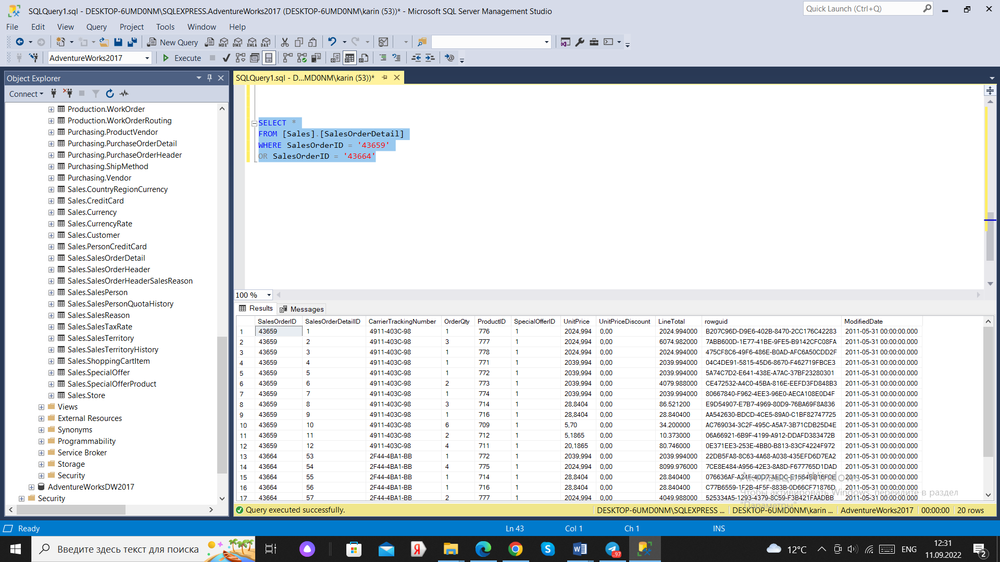 SQLQuery1.sql - DESKTOP-6UMD0NM\SQLEXPRESS.AdventureWorks2017 (DESKTOP-6UMD0NM\karin (53))* - Microsoft SQL Server Management Studio
Quick Launch (Ctrl+Q)
File Edit View Query Project Tools Window Help
New Query MDX DMX XMLA DAX
AdventureWorks2017 Execute
Object Explorer
SQLQuery1.sql - D...MD0NM\karin (53))*
Connect
Production.WorkOrder
Production.WorkOrderRouting
Purchasing.ProductVendor
Purchasing.PurchaseOrderDetail
Purchasing.PurchaseOrderHeader
Purchasing.ShipMethod
Purchasing.Vendor
Sales.CountryRegionCurrency
Sales.CreditCard
Sales.Currency
Sales.CurrencyRate
Sales.Customer
Sales.PersonCreditCard
Sales.SalesOrderDetail
Sales.SalesOrderHeader
Sales.SalesOrderHeaderSalesReason
Sales.SalesPerson
Sales.SalesPersonQuotaHistory
Sales.SalesReason
Sales.SalesTaxRate
Sales.SalesTerritory
Sales.SalesTerritoryHistory
Sales.ShoppingCartItem
Sales.SpecialOffer
Sales.SpecialOfferProduct
Sales.Store
Views
External Resources
Synonyms
Programmability
Service Broker
Storage
Security
AdventureWorksDW2017
Security
SELECT *
FROM [Sales].[SalesOrderDetail]
WHERE SalesOrderID = '43659'
OR SalesOrderID = '43664'
100 %
Results Messages
SalesOrderID SalesOrderDetailID CarrierTrackingNumber OrderQty ProductID SpecialOfferID UnitPrice UnitPriceDiscount LineTotal rowguid ModifiedDate
1 43659 1 4911-403C-98 1 776 1 2024,994 0,00 2024.994000 B207C96D-D9E6-402B-8470-2CC176C42283 2011-05-31 00:00:00.000
2 43659 2 4911-403C-98 3 777 1 2024,994 0,00 6074.982000 7ABB600D-1E77-41BE-9FE5-B9142CFC08FA 2011-05-31 00:00:00.000
3 43659 3 4911-403C-98 1 778 1 2024,994 0,00 2024.994000 475CF8C6-49F6-486E-B0AD-AFC6A50CDD2F 2011-05-31 00:00:00.000
4 43659 4 4911-403C-98 1 771 1 2039,994 0,00 2039.994000 04C4DE91-5815-45D6-8670-F462719FBCE3 2011-05-31 00:00:00.000
5 43659 5 4911-403C-98 1 772 1 2039,994 0,00 2039.994000 5A74C7D2-E641-438E-A7AC-37BF23280301 2011-05-31 00:00:00.000
6 43659 6 4911-403C-98 2 773 1 2039,994 0,00 4079.988000 CE472532-A4C0-45BA-816E-EEFD3FD848B3 2011-05-31 00:00:00.000
7 43659 7 4911-403C-98 1 774 1 2039,994 0,00 2039.994000 80667840-F962-4EE3-96E0-AECA108E0D4F 2011-05-31 00:00:00.000
8 43659 8 4911-403C-98 3 714 1 28,8404 0,00 86.521200 E9D54907-E7B7-4969-80D9-76BA69F8A836 2011-05-31 00:00:00.000
9 43659 9 4911-403C-98 1 716 1 28,8404 0,00 28.840400 AA542630-BDCD-4CE5-89A0-C1BF82747725 2011-05-31 00:00:00.000
10 43659 10 4911-403C-98 6 709 1 5,70 0,00 34.200000 AC769034-3C2F-495C-A5A7-3B71CDB25D4E 2011-05-31 00:00:00.000
11 43659 11 4911-403C-98 2 712 1 5,1865 0,00 10.373000 06A66921-6B9F-4199-A912-DDAFD383472B 2011-05-31 00:00:00.000
12 43659 12 4911-403C-98 4 711 1 20,1865 0,00 80.746000 0E371EE3-253E-4BB0-B813-83CF4224F972 2011-05-31 00:00:00.000
13 43664 53 2F44-4BA1-BB 1 772 1 2039,994 0,00 2039.994000 22DB5FA8-8C63-4A68-A038-435EFD6D7EA2 2011-05-31 00:00:00.000
14 43664 54 2F44-4BA1-BB 4 775 1 2024,994 0,00 8099.976000 7CE8E484-A956-42E3-8A8D-F677765D1DAD 2011-05-31 00:00:00.000
15 43664 55 2F44-4BA1-BB 1 714 1 28,8404 0,00 28.840400 076636AF-A24F-40D7-AEDC-E1564BB16F0E 2011-05-31 00:00:00.000
16 43664 56 2F44-4BA1-BB 1 716 1 28,8404 0,00 28.840400 C77B6559-1F2B-4F5F-883B-0D66CF71876D 2011-05-31 00:00:00.000
17 43664 57 2F44-4BA1-BB 2 777 1 2024,994 0,00 4049.988000 525334A5-1293-4379-8C59-F3B421FAADBB 2011-05-31 00:00:00.000
Активация Windows
Чтобы активировать Windows, перейдите в раздел
"Параметры"
Query executed successfully. DESKTOP-6UMD0NM\SQLEXPRESS ... DESKTOP-6UMD0NM\karin ... AdventureWorks2017 00:00:00 20 rows
Ready Ln 43 Col 1 Ch 1 INS
Введите здесь текст для поиска
97
12°C ENG
12:31
11.09.2022
2